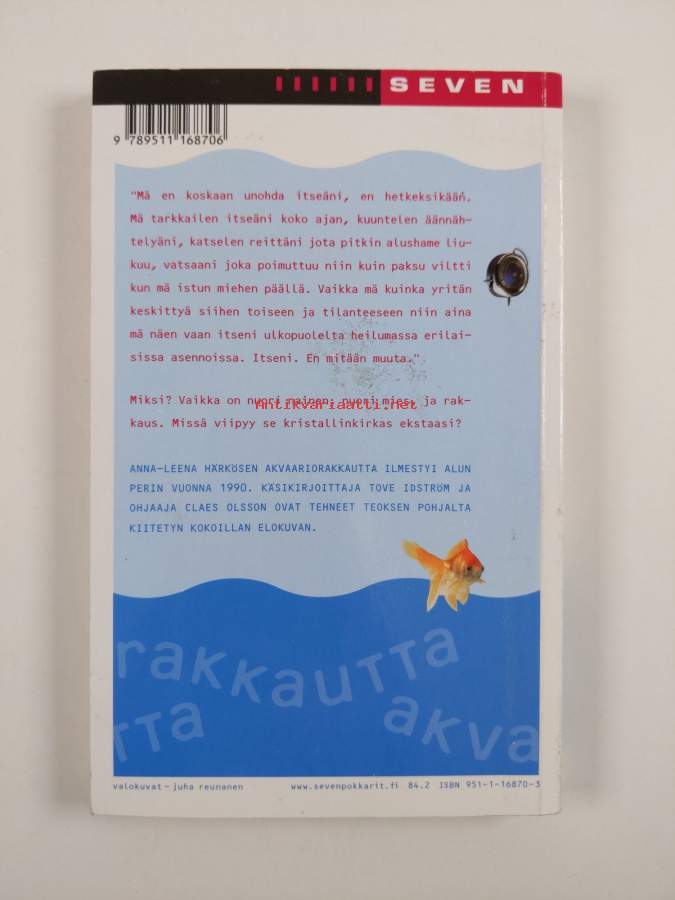 SEVEN
9 789511 168706
"Mä en koskaan unohda itseäni, en hetkeksikään.
Mä tarkkailen itseäni koko ajan, kuuntelen äännäh-
telyäni, katselen reittäni jota pitkin alushame liu-
kuu, vatsaani joka poimuttuu niin kuin paksu viltti
kun mä istun miehen päällä. Vaikka mä kuinka yritän
keskittyä siihen toiseen ja tilanteeseen niin aina
mä näen vaan itseni ulkopuolelta heilumassa erilai-
sissa asennoissa. Itseni. En mitään muuta."
Miksi? Vaikka on nuori nainen, nuori mies, ja rak-
Antikvariaatti.net
kaus. Missä viipyy se kristallinkirkas ekstaasi?
ANNA-LEENA HÄRKÖSEN AKVAARIORAKKAUTTA ILMESTYI ALUN
PERIN VUONNA 1990. KÄSIKIRJOITTAJA TOVE IDSTRÖM JA
OHJAAJA CLAES OLSSON OVAT TEHNEET TEOKSEN POHJALTA
KIITETYN KOKOILLAN ELOKUVAN.
rakkautta
tta
akva
valokuvat – juha reunanen www.sevenpokkarit.fi 84.2 ISBN 951-1-16870-3